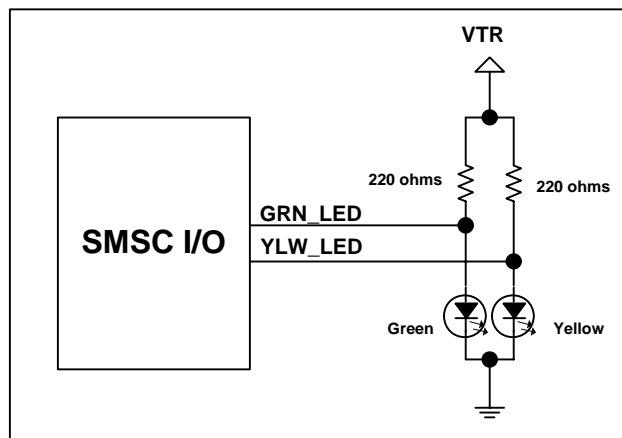 VTR
220 ohms
220 ohms
GRN_LED
SMSC I/O
YLW_LED
Green
Yellow